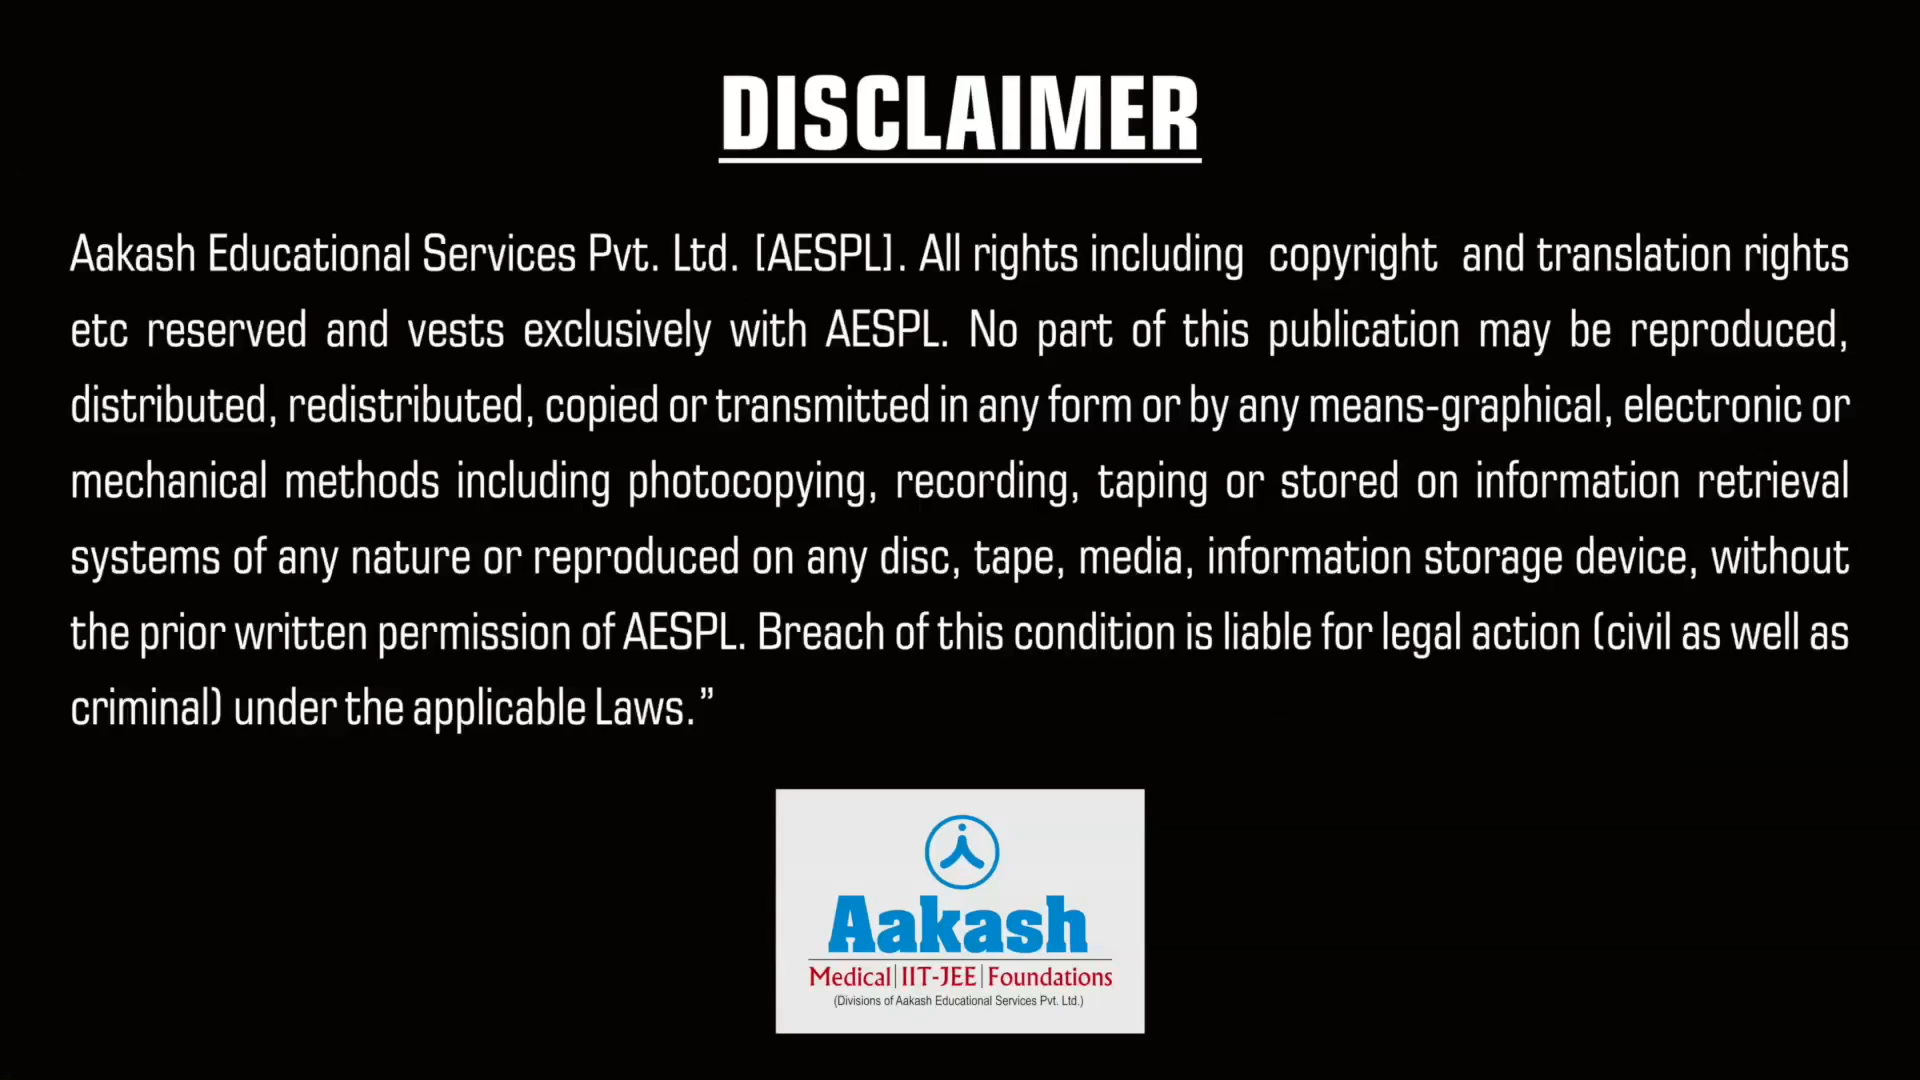 DISCLAIMER
Aakash Educational Services Pvt. Ltd. [AESPL]. All rights including copyright and translation rights
etc reserved and vests exclusively with AESPL. No part of this publication may be reproduced,
distributed, redistributed, copied or transmitted in any form or by any means-graphical, electronic or
mechanical methods including photocopying, recording, taping or stored on information retrieval
systems of any nature or reproduced on any disc, tape, media, information storage device, without
the prior written permission of AESPL. Breach of this condition is liable for legal action (civil as well as
criminal) under the applicable Laws.”
Aakash
Medical|IIT-JEE|Foundations
(Divisions of Aakash Educational Services Pvt. Ltd.)